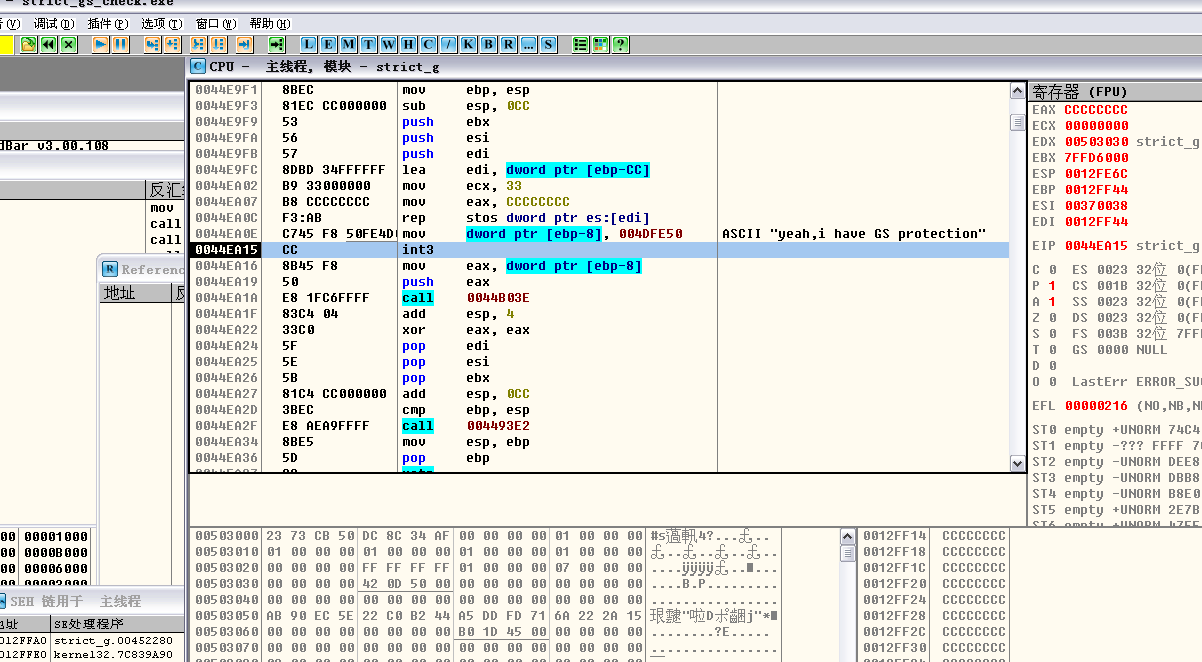 strict_gs_check.exe
(V) 调试(D) 插件(P) 选项(T) 窗口(W) 帮助(H)
L E M T W H C / K B R ... S ?
C CPU - 主线程, 模块 - strict_g
dBar v3.00.108
反汇
mov
call
call
R Referenc
地址
0044E9F1 8BEC mov ebp, esp
0044E9F3 81EC CC000000 sub esp, 0CC
0044E9F9 53 push ebx
0044E9FA 56 push esi
0044E9FB 57 push edi
0044E9FC 8DBD 34FFFFFF lea edi, dword ptr [ebp-CC]
0044EA02 B9 33000000 mov ecx, 33
0044EA07 B8 CCCCCCCC mov eax, CCCCCCCC
0044EA0C F3:AB rep stos dword ptr es:[edi]
0044EA0E C745 F8 50FE4D0 mov dword ptr [ebp-8], 004DFE50 ASCII "yeah,i have GS protection"
0044EA15 CC int3
0044EA16 8B45 F8 mov eax, dword ptr [ebp-8]
0044EA19 50 push eax
0044EA1A E8 1FC6FFFF call 0044B03E
0044EA1F 83C4 04 add esp, 4
0044EA22 33C0 xor eax, eax
0044EA24 5F pop edi
0044EA25 5E pop esi
0044EA26 5B pop ebx
0044EA27 81C4 CC000000 add esp, 0CC
0044EA2D 3BEC cmp ebp, esp
0044EA2F E8 AEA9FFFF call 004493E2
0044EA34 8BE5 mov esp, ebp
0044EA36 5D pop ebp
寄存器 (FPU)
EAX CCCCCCCC
ECX 00000000
EDX 00503030 strict_g
EBX 7FFD6000
ESP 0012FE6C
EBP 0012FF44
ESI 00370038
EDI 0012FF44
EIP 0044EA15 strict_g
C 0 ES 0023 32位 0(F
P 1 CS 001B 32位 0(F
A 1 SS 0023 32位 0(F
Z 0 DS 0023 32位 0(F
S 0 FS 003B 32位 7FF
T 0 GS 0000 NULL
D 0
O 0 LastErr ERROR_SU
EFL 00000216 (NO,NB,N
ST0 empty +UNORM 74C4
ST1 empty -??? FFFF
ST2 empty -UNORM DEE8
ST3 empty -UNORM DBB8
ST4 empty -UNORM B8E0
ST5 empty +UNORM 2E7B
00 00001000
00 0000B000
00 00006000
SEH 链用于 主线程
地址 SE处理程序
0012FFA0 strict_g.00452280
0012FFE0 kernel32.7C839A90
00503000 23 73 CB 50 DC 8C 34 AF 00 00 00 00 01 00 00 00
00503010 01 00 00 00 01 00 00 00 01 00 00 00 01 00 00 00
00503020 00 00 00 00 FF FF FF FF 01 00 00 00 07 00 00 00
00503030 00 00 00 00 42 0D 50 00 00 00 00 00 00 00 00 00 ....B.P.........
00503040 00 00 00 00 00 00 00 00 00 00 00 00 00 00 00 00 ................
00503050 AB 90 EC 5E 22 C0 B2 44 A5 DD FD 71 6A 22 2A 15
00503060 00 00 00 00 00 00 00 00 B0 1D 45 00 00 00 00 00 ........?E.....
00503070 00 00 00 00 00 00 00 00 00 00 00 00 00 00 00 00
0012FF14 CCCCCCCC
0012FF18 CCCCCCCC
0012FF1C CCCCCCCC
0012FF20 CCCCCCCC
0012FF24 CCCCCCCC
0012FF28 CCCCCCCC
0012FF2C CCCCCCCC
0012FF30 CCCCCCCC